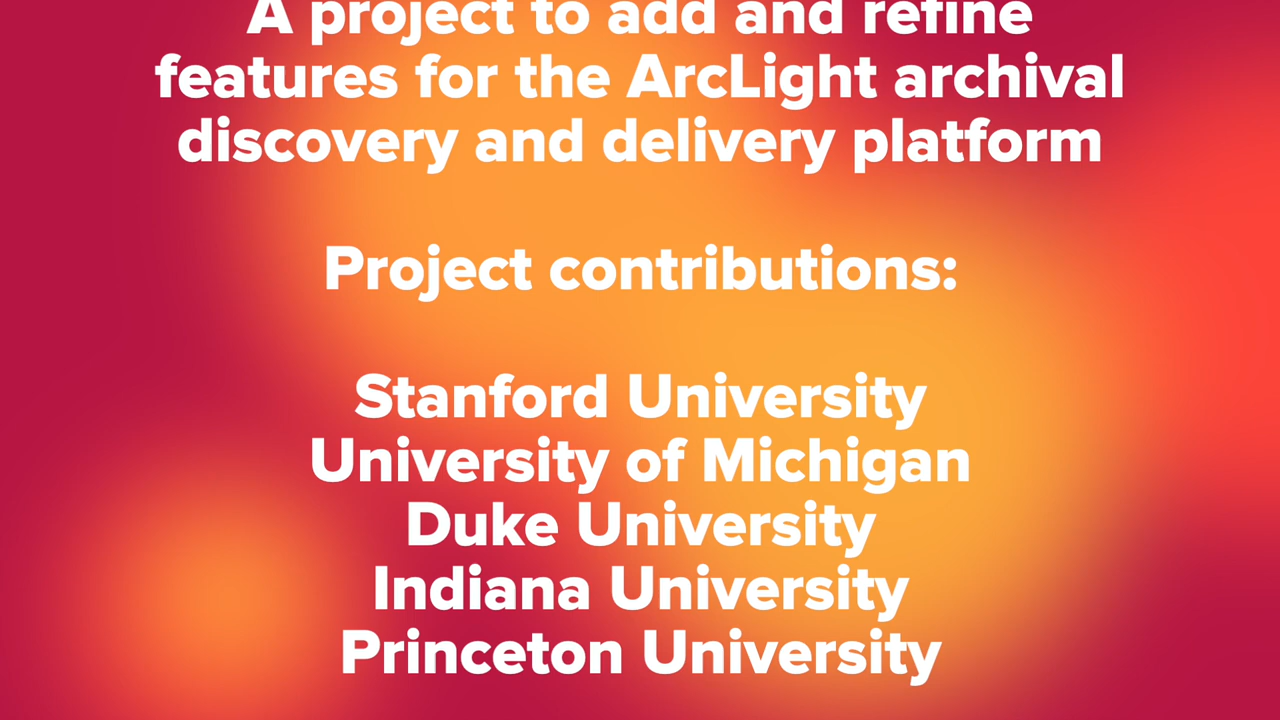 A project to add and refine
features for the ArcLight archival
discovery and delivery platform
Project contributions:
Stanford University
University of Michigan
Duke University
Indiana University
Princeton University